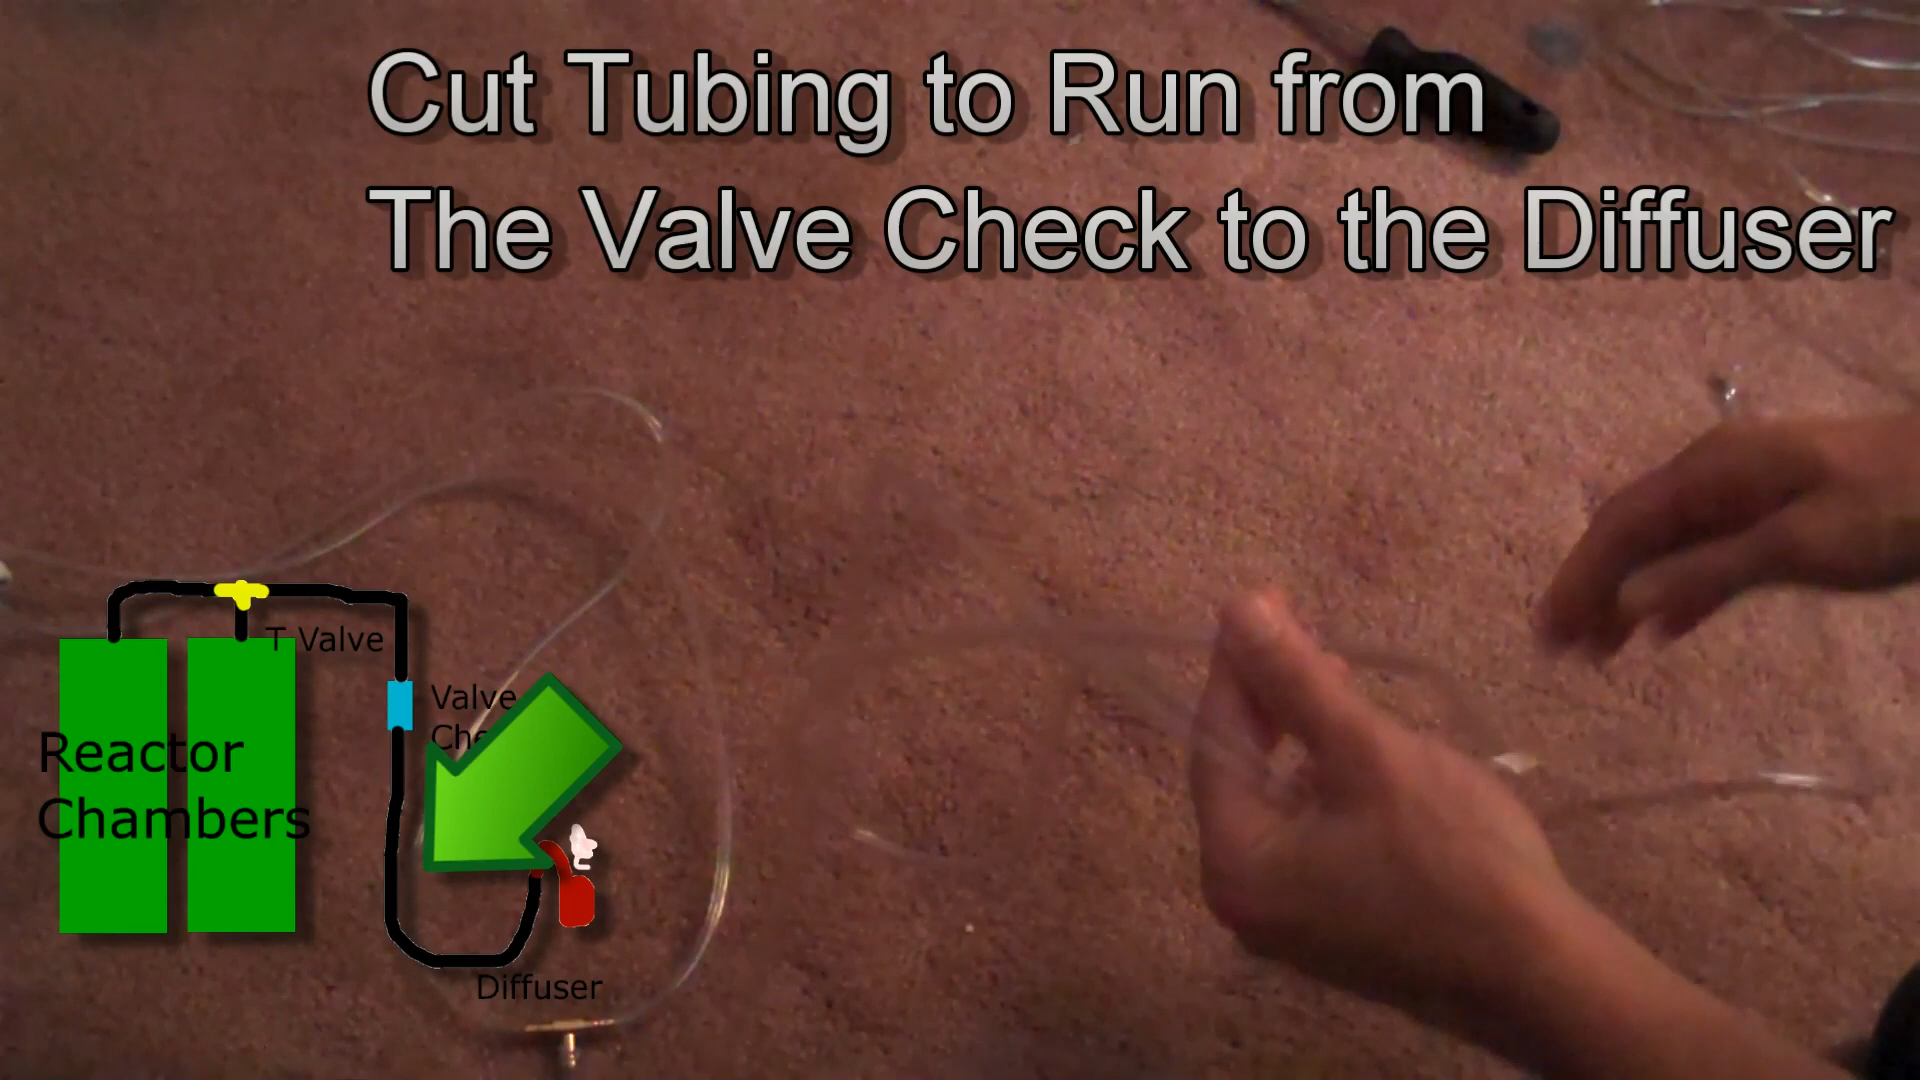 Cut Tubing to Run from
The Valve Check to the Diffuser
T Valve
Valve
Reactor
Chambers
Diffuser